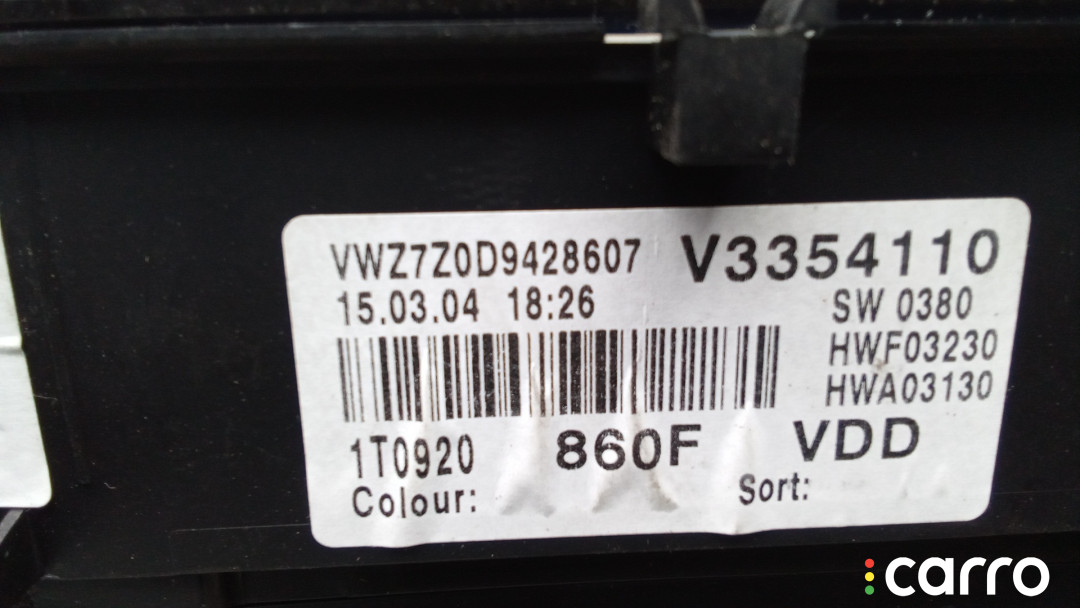 VWZ7Z0D9428607 V3354110
15.03.04 18:26 SW 0380
HWF03230
HWA03130
1T0920 860F VDD
Colour: Sort:
carro